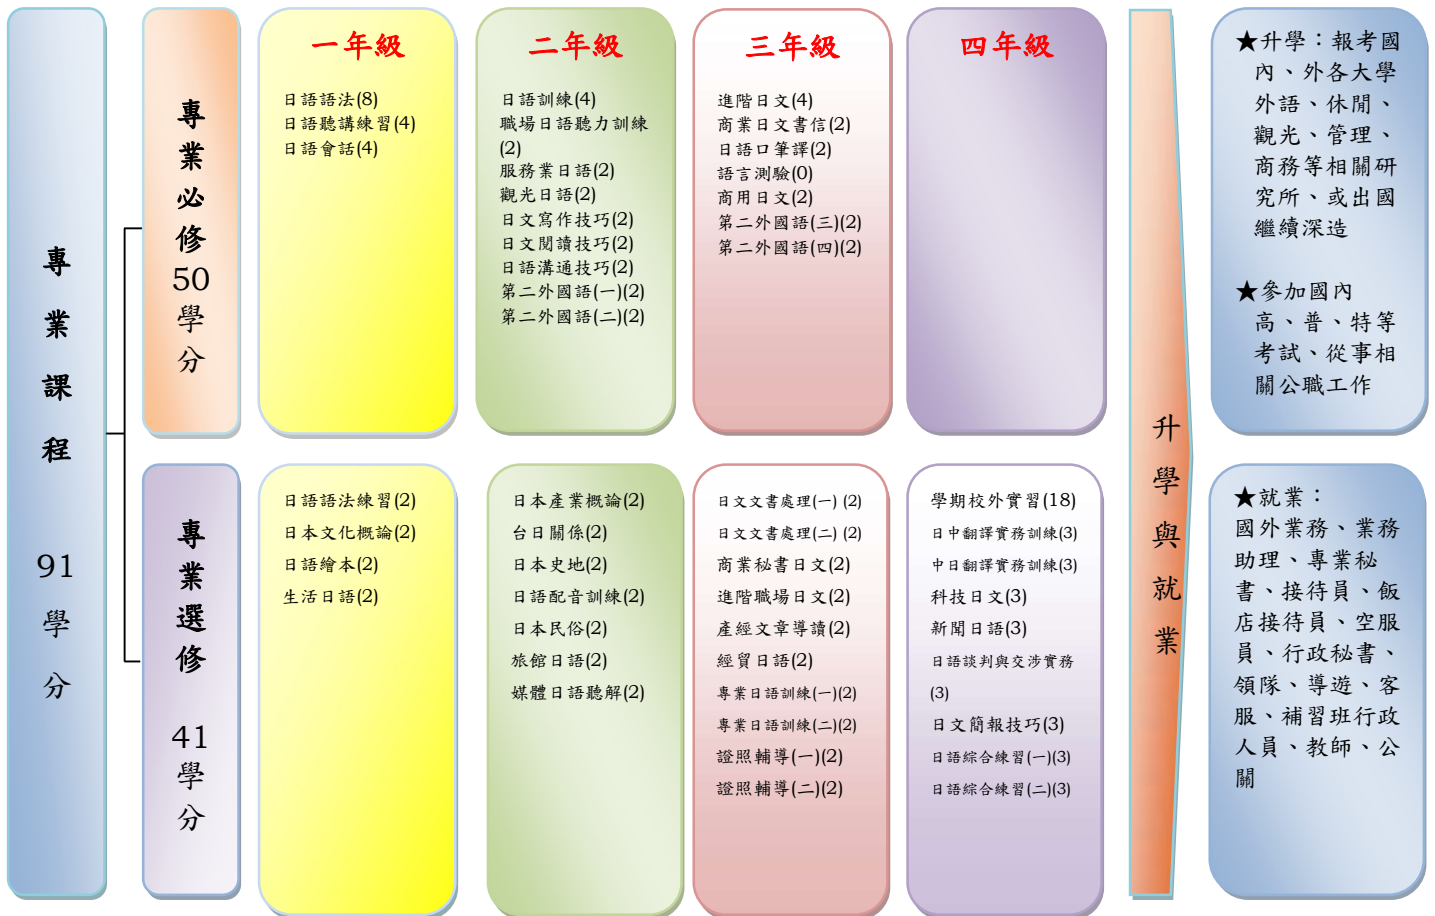 專業課程 91學分
專業必修50學分
一年級
日語語法(8)
日語聽講練習(4)
日語會話(4)
二年級
日語訓練(4)
職場日語聽力訓練
(2)
服務業日語(2)
觀光日語(2)
日文寫作技巧(2)
日文閱讀技巧(2)
日語溝通技巧(2)
第二外國語(一)(2)
第二外國語(二)(2)
三年級
進階日文(4)
商業日文書信(2)
日語口筆譯(2)
語言測驗(0)
商用日文(2)
第二外國語(三)(2)
第二外國語(四)(2)
四年級
專業選修 41學分
日語語法練習(2)
日本文化概論(2)
日語繪本(2)
生活日語(2)
日本產業概論(2)
台日關係(2)
日本史地(2)
日語配音訓練(2)
日本民俗(2)
旅館日語(2)
媒體日語聽解(2)
日文文書處理(一) (2)
日文文書處理(二) (2)
商業秘書日文(2)
進階職場日文(2)
產經文章導讀(2)
經貿日語(2)
專業日語訓練(一)(2)
專業日語訓練(二)(2)
證照輔導(一)(2)
證照輔導(二)(2)
學期校外實習(18)
日中翻譯實務訓練(3)
中日翻譯實務訓練(3)
科技日文(3)
新聞日語(3)
日語談判與交涉實務
(3)
日文簡報技巧(3)
日語綜合練習(一)(3)
日語綜合練習(二)(3)
升學與就業
★升學：報考國
內、外各大學
外語、休閒、
觀光、管理、
商務等相關研
究所、或出國
繼續深造
★參加國內
高、普、特等
考試、從事相
關公職工作
★就業：
國外業務、業務
助理、專業秘
書、接待員、飯
店接待員、空服
員、行政秘書、
領隊、導遊、客
服、補習班行政
人員、教師、公
關